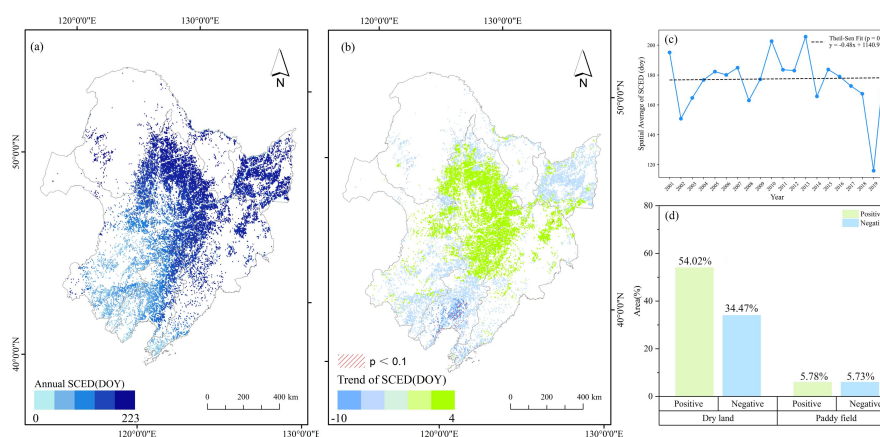 120°0'0"E 130°0'0"E 120°0'0"E 130°0'0"E
(a)
N
50°0'0"N
40°0'0"N
Annual SCED(DOY)
0 223
0 200 400 km
120°0'0"E 130°0'0"E
(b)
N
50°0'0"N
40°0'0"N
p < 0.1
Trend of SCED(DOY)
-10 4
0 200 400 km
120°0'0"E 130°0'0"E
(c)
Theil-Sen Fit (p = 0
y = -0.48x + 1140.9
Spatial Average of SCED (doy)
200
180
160
140
120
2001 2002 2003 2004 2005 2006 2007 2008 2009 2010 2011 2012 2013 2014 2015 2016 2017 2018 2019
Year
(d)
Positive
Negative
Area(%)
80
60
40
20
0
54.02%
34.47%
5.78% 5.73%
Positive Negative Positive Negative
Dry land Paddy field